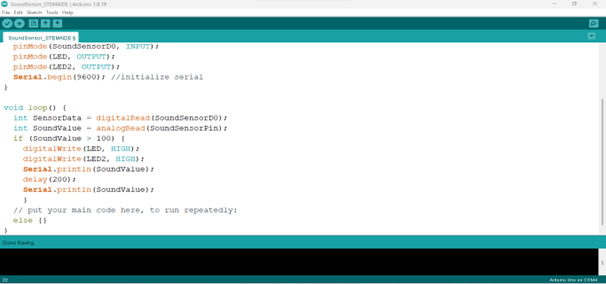 SoundSensor_STEMAIDE | Arduino 1.8.19
File Edit Sketch Tools Help
SoundSensor_STEMAIDE §
pinMode(SoundSensorD0, INPUT);
pinMode(LED, OUTPUT);
pinMode(LED2, OUTPUT);
Serial.begin(9600); //initialize serial
}
void loop() {
int SensorData = digitalRead(SoundSensorD0);
int SoundValue = analogRead(SoundSensorPin);
if (SoundValue > 100) {
digitalWrite(LED, HIGH);
digitalWrite(LED2, HIGH);
Serial.println(SoundValue);
delay(200);
Serial.println(SoundValue);
}
// put your main code here, to run repeatedly:
else {}
}
Done Saving.
Arduino Uno on COM4